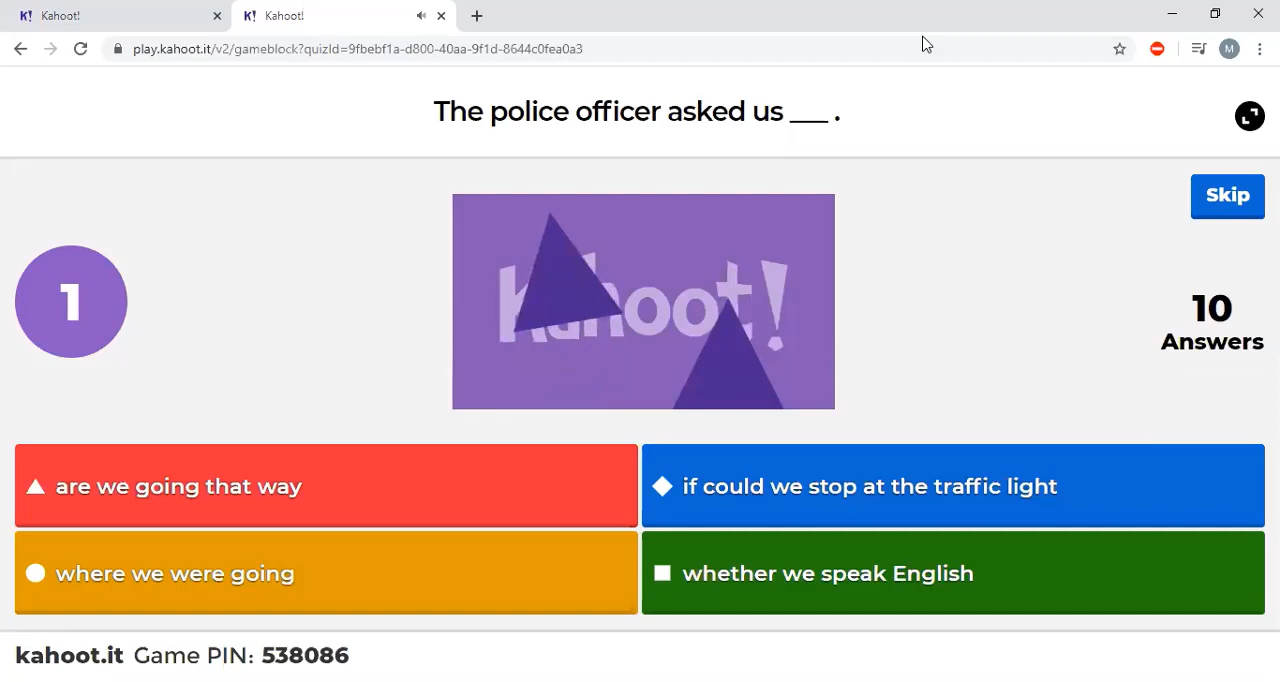 Kahoot!
Kahoot!
play.kahoot.it/v2/gameblock?quizId=9fbebf1a-d800-40aa-9f1d-8644c0fea0a3
M
The police officer asked us ___ .
Skip
1
Kahoot!
10
Answers
are we going that way
if could we stop at the traffic light
where we were going
whether we speak English
kahoot.it Game PIN: 538086